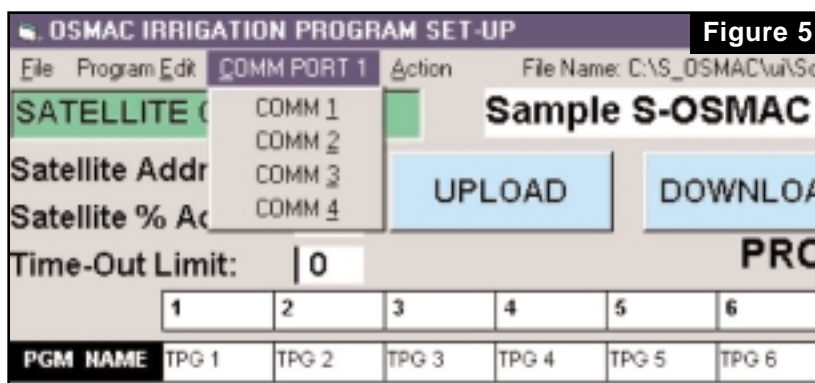 OSMAC IRRIGATION PROGRAM SET-UP
Figure 5
File Program Edit COMM PORT 1 Action File Name: C:\S_OSMAC\ui\Sc
SATELLITE
Sample S-OSMAC
COMM 1
COMM 2
COMM 3
COMM 4
Satellite Addr
UPLOAD
DOWNLOA
Satellite % Ac
Time-Out Limit: 0
PRO
1 2 3 4 5 6
PGM NAME TPG 1 TPG 2 TPG 3 TPG 4 TPG 5 TPG 6